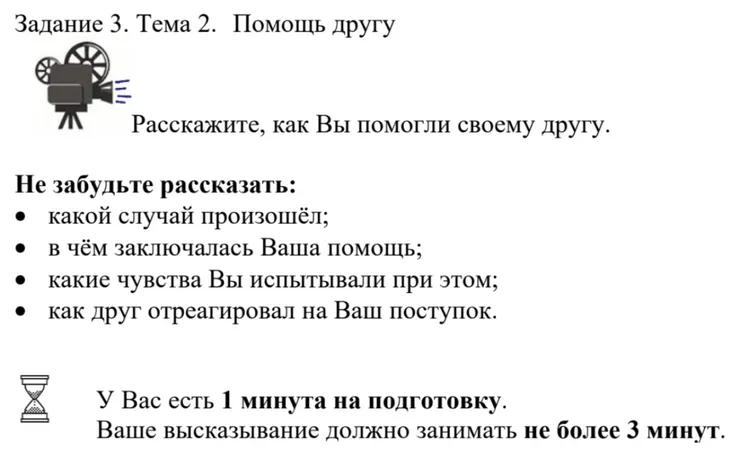 Задание 3. Тема 2. Помощь другу
Расскажите, как Вы помогли своему другу.
Не забудьте рассказать:
• какой случай произошёл;
• в чём заключалась Ваша помощь;
• какие чувства Вы испытывали при этом;
• как друг отреагировал на Ваш поступок.
У Вас есть 1 минута на подготовку.
Ваше высказывание должно занимать не более 3 минут.